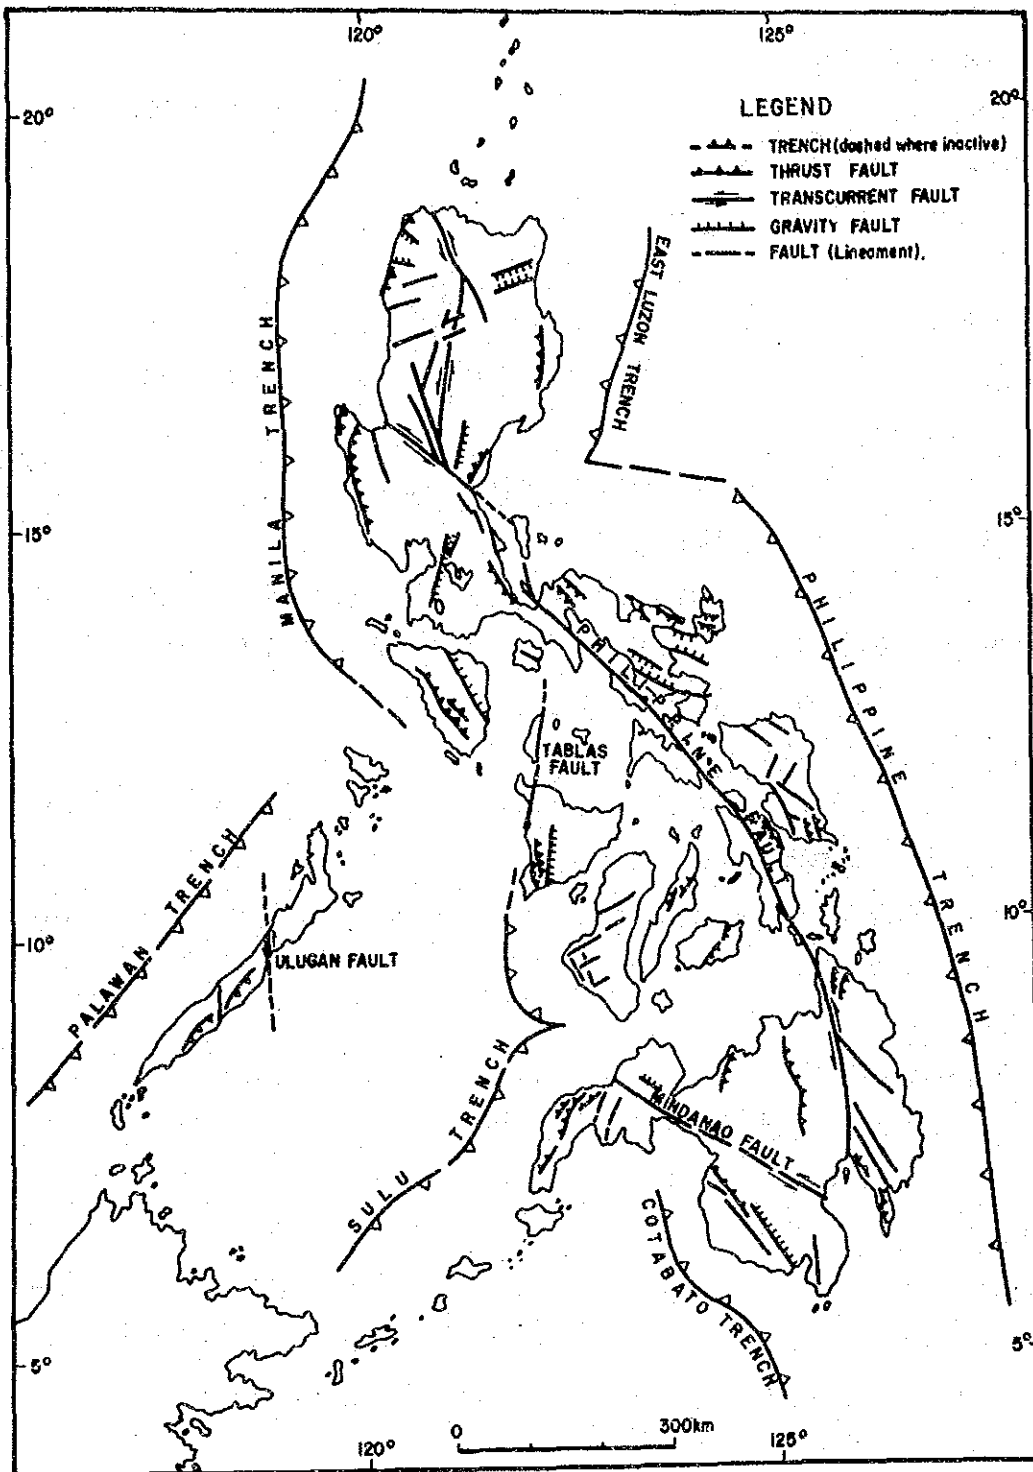 120°
125°
20°
20°
LEGEND
TRENCH (dashed where inactive)
THRUST FAULT
TRANSCURRENT FAULT
GRAVITY FAULT
FAULT (Lineament).
EAST LUZON TRENCH
MANILA TRENCH
15°
15°
PHILIPPINE TRENCH
PHILIPPINE FAULT
TABLAS
FAULT
PALAWAN TRENCH
10°
10°
ULUGAN FAULT
SULU TRENCH
MINDANAO FAULT
COTABATO TRENCH
5°
5°
120°
0
300km
125°